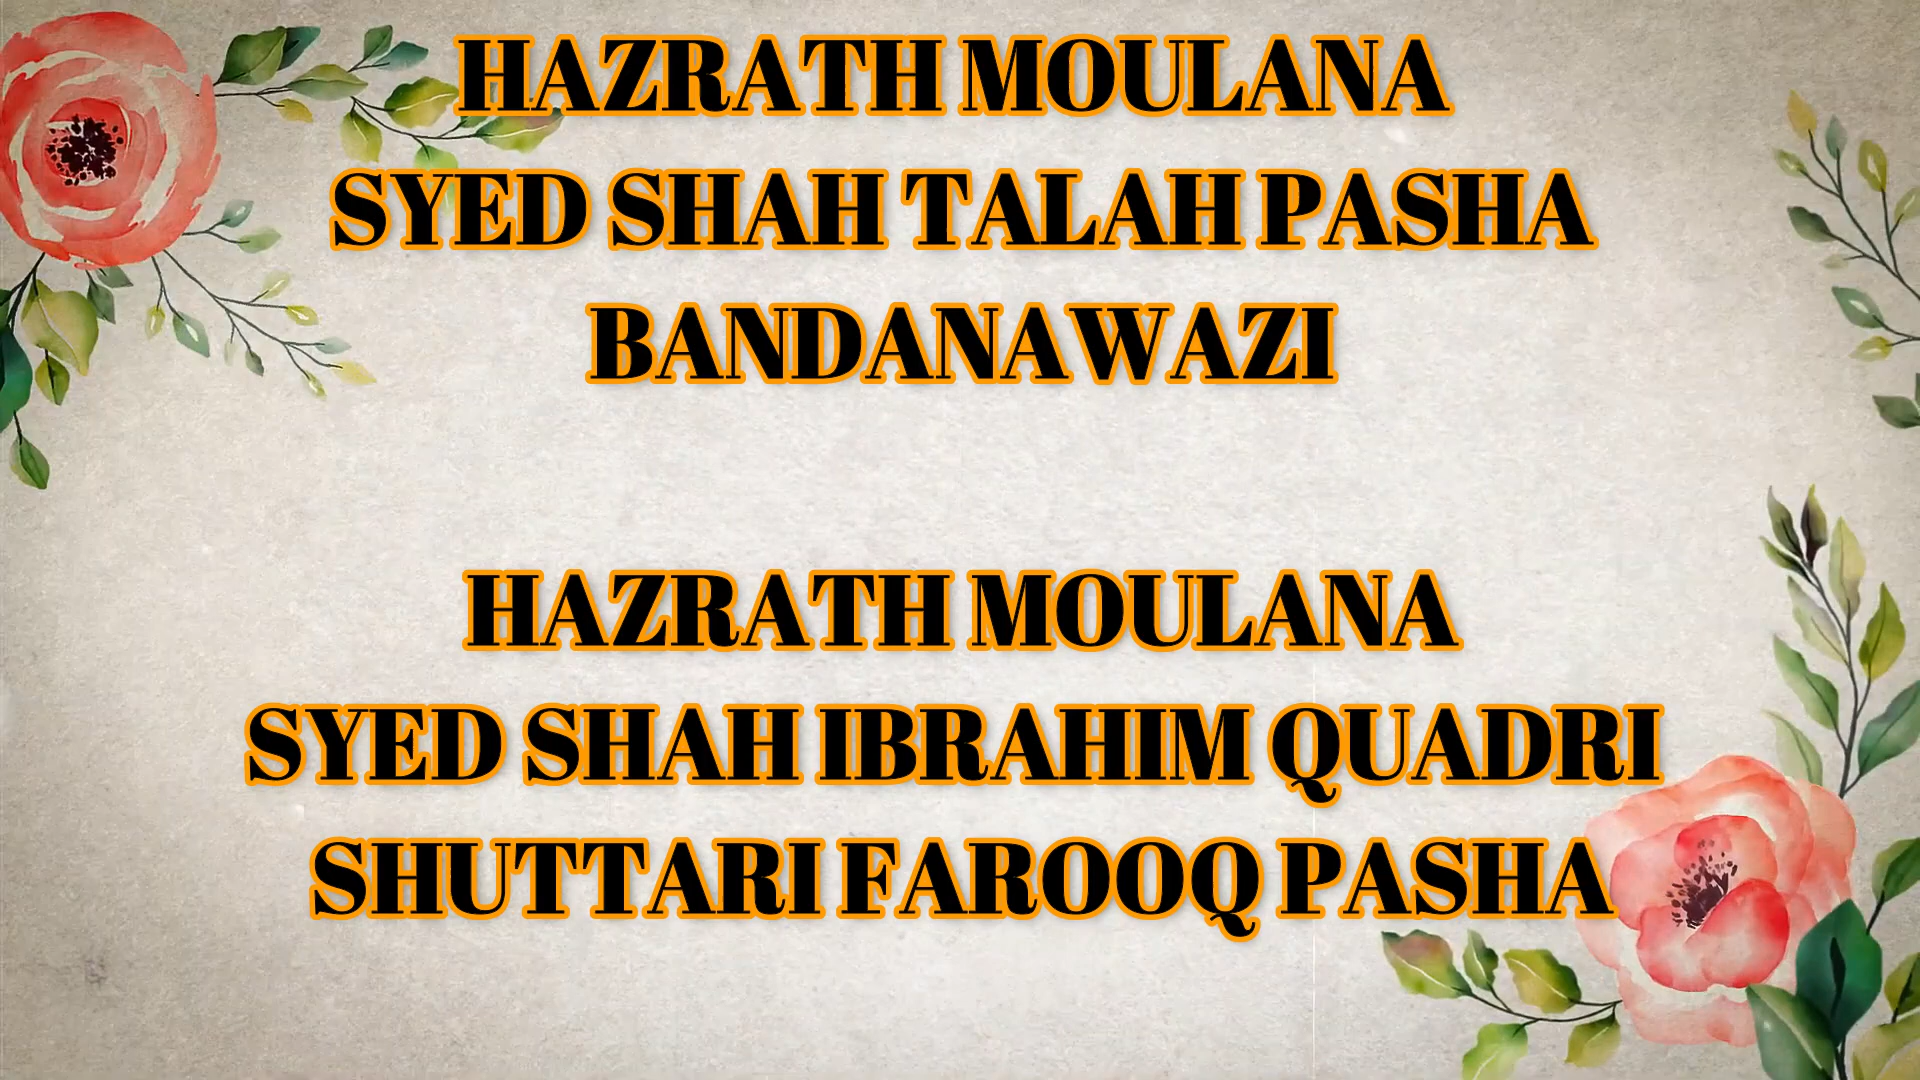 HAZRATH MOULANA
SYED SHAH TALAH PASHA
BANDANAWAZI
HAZRATH MOULANA
SYED SHAH IBRAHIM QUADRI
SHUTTARI FAROOQ PASHA